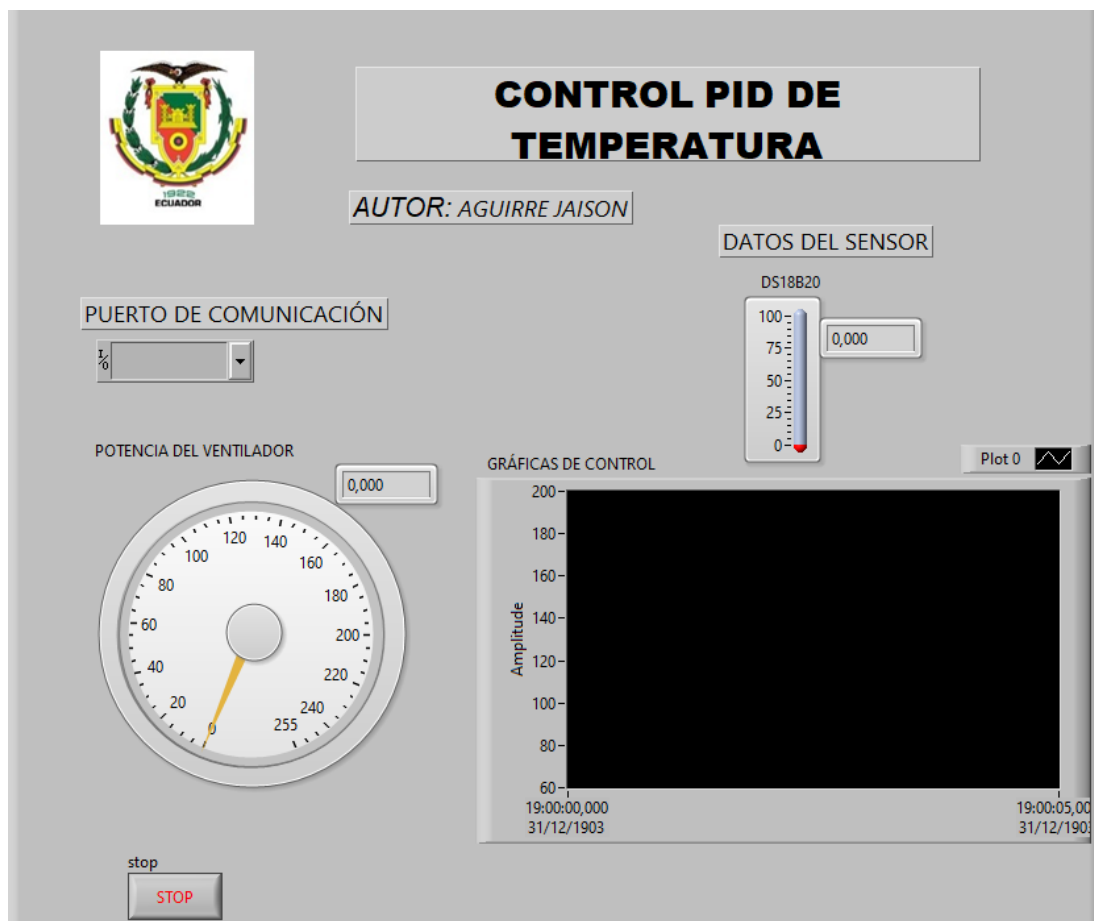 CONTROL PID DE
TEMPERATURA
1922
ECUADOR
AUTOR: AGUIRRE JAISON
DATOS DEL SENSOR
DS18B20
PUERTO DE COMUNICACIÓN
I/O
100
75
50
25
0
0,000
POTENCIA DEL VENTILADOR
0,000
0
20
40
60
80
100
120
140
160
180
200
220
240
255
GRÁFICAS DE CONTROL
Plot 0
Amplitude
200
180
160
140
120
100
80
60
19:00:00,000
31/12/1903
19:00:05,00
31/12/190
stop
STOP